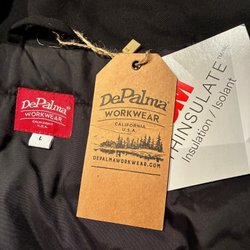 DePalma®
WORKWEAR
CALIFORNIA
U.S.A.
L
DePalma®
WORKWEAR
CALIFORNIA
U.S.A.
DEPALMAWORKWEAR.COM
THINSULATE
Insulation / Isolant